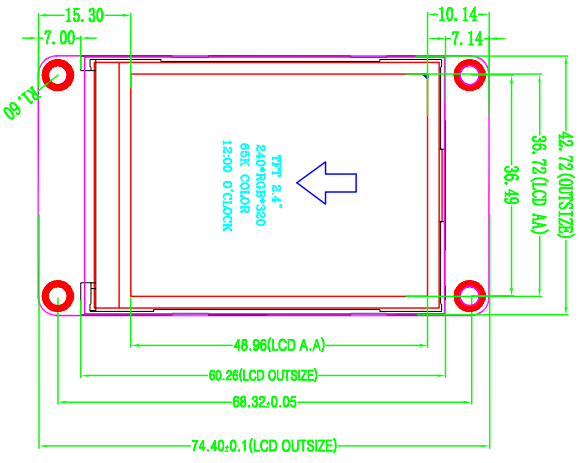 15.30
10.14
7.00
7.14
R1.60
TFT 2.4"
240*RGB*320
65K COLOR
12:00 O'CLOCK
36.49
36.72(LCD AA)
42.72(OUTSIZE)
48.96(LCD A.A)
60.26(LCD OUTSIZE)
68.32±0.05
74.40±0.1(LCD OUTSIZE)